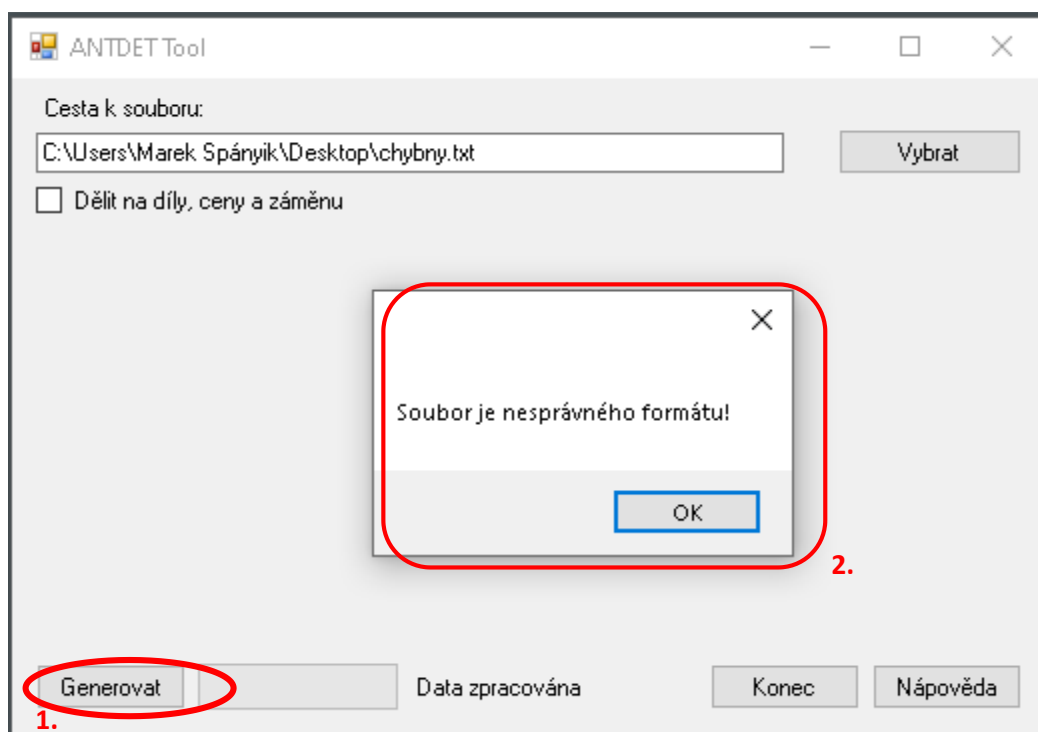 ANTDET Tool
Cesta k souboru:
C:\Users\Marek Spányik\Desktop\chybny.txt
Vybrat
Dělit na díly, ceny a záměnu
Soubor je nesprávného formátu!
OK
2.
Generovat
Data zpracována
Konec
Nápověda
1.